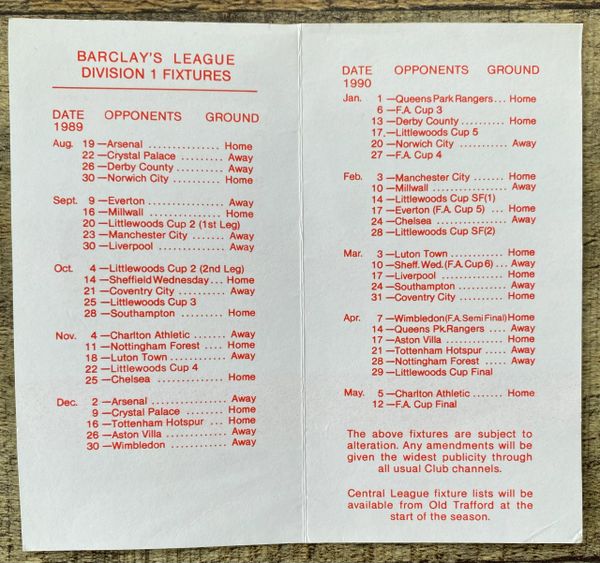 BARCLAY'S LEAGUE
DIVISION 1 FIXTURES
DATE OPPONENTS GROUND
1989
Aug. 19 —Arsenal .................. Home
22 —Crystal Palace ........... Away
26 —Derby County .......... Away
30 —Norwich City ............ Home
Sept. 9 —Everton .................. Away
16 —Millwall .................. Home
20 —Littlewoods Cup 2 (1st Leg)
23 —Manchester City ....... Away
30 —Liverpool ................ Away
Oct. 4 —Littlewoods Cup 2 (2nd Leg)
14 —Sheffield Wednesday... Home
21 —Coventry City ........... Away
25 —Littlewoods Cup 3
28 —Southampton ........... Home
Nov. 4 —Charlton Athletic ....... Away
11 —Nottingham Forest .... Home
18 —Luton Town ............. Away
22 —Littlewoods Cup 4
25 —Chelsea .................. Home
Dec. 2 —Arsenal .................. Away
9 —Crystal Palace ......... Home
16 —Tottenham Hotspur ... Home
26 —Aston Villa .............. Away
30 —Wimbledon .............. Away
DATE OPPONENTS GROUND
1990
Jan. 1 —Queens Park Rangers... Home
6 —F.A. Cup 3
13 —Derby County .......... Home
17 —Littlewoods Cup 5
20 —Norwich City ............ Away
27 —F.A. Cup 4
Feb. 3 —Manchester City ....... Home
10 —Millwall .................. Away
14 —Littlewoods Cup SF(1)
17 —Everton (F.A. Cup 5) ... Home
24 —Chelsea .................. Away
28 —Littlewoods Cup SF(2)
Mar. 3 —Luton Town ............. Home
10 —Sheff. Wed. (F.A. Cup 6) ... Away
17 —Liverpool ................ Home
24 —Southampton ........... Away
31 —Coventry City ........... Home
Apr. 7 —Wimbledon (F.A. Semi Final) Home
14 —Queens Pk. Rangers .... Away
17 —Aston Villa .............. Home
21 —Tottenham Hotspur ..... Away
28 —Nottingham Forest ..... Away
29 —Littlewoods Cup Final
May. 5 —Charlton Athletic ....... Home
12 —F.A. Cup Final
The above fixtures are subject to
alteration. Any amendments will be
given the widest publicity through
all usual Club channels.
Central League fixture lists will be
available from Old Trafford at the
start of the season.